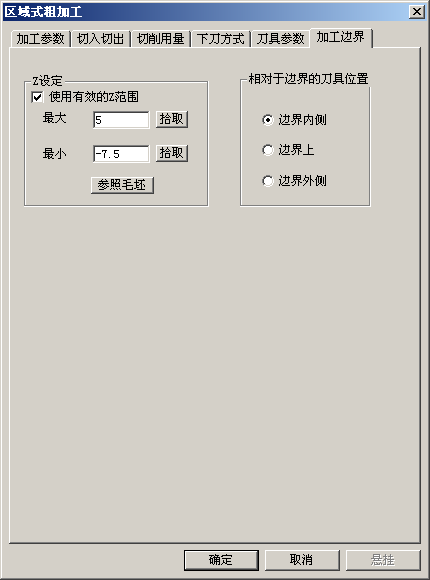 区域式粗加工
加工参数 切入切出 切削用量 下刀方式 刀具参数 加工边界
Z设定
使用有效的Z范围
最大 5 拾取
最小 -7.5 拾取
参照毛坯
相对于边界的刀具位置
边界内侧
边界上
边界外侧
确定 取消 悬挂